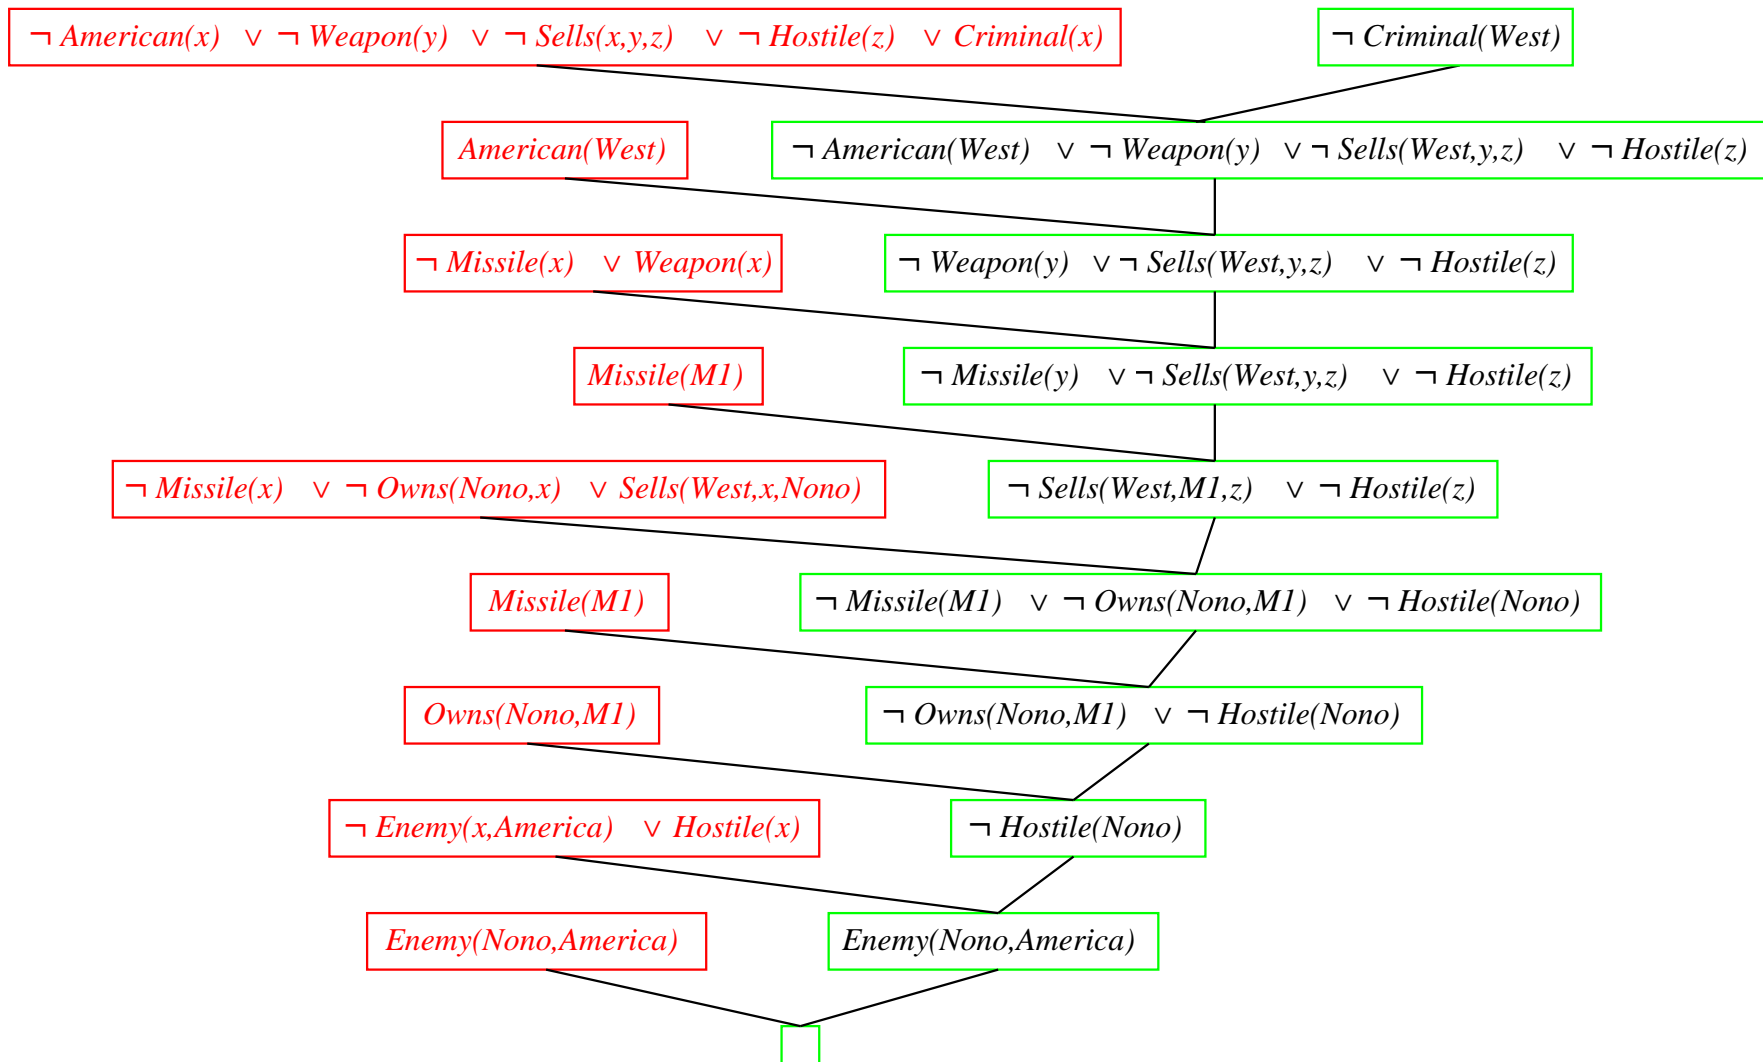 ¬ American(x) ∨ ¬ Weapon(y) ∨ ¬ Sells(x,y,z) ∨ ¬ Hostile(z) ∨ Criminal(x) ¬ Criminal(West)
American(West) ¬ American(West) ∨ ¬ Weapon(y) ∨ ¬ Sells(West,y,z) ∨ ¬ Hostile(z)
¬ Missile(x) ∨ Weapon(x) ¬ Weapon(y) ∨ ¬ Sells(West,y,z) ∨ ¬ Hostile(z)
Missile(M1) ¬ Missile(y) ∨ ¬ Sells(West,y,z) ∨ ¬ Hostile(z)
¬ Missile(x) ∨ ¬ Owns(Nono,x) ∨ Sells(West,x,Nono) ¬ Sells(West,M1,z) ∨ ¬ Hostile(z)
Missile(M1) ¬ Missile(M1) ∨ ¬ Owns(Nono,M1) ∨ ¬ Hostile(Nono)
Owns(Nono,M1) ¬ Owns(Nono,M1) ∨ ¬ Hostile(Nono)
¬ Enemy(x,America) ∨ Hostile(x) ¬ Hostile(Nono)
Enemy(Nono,America) Enemy(Nono,America)